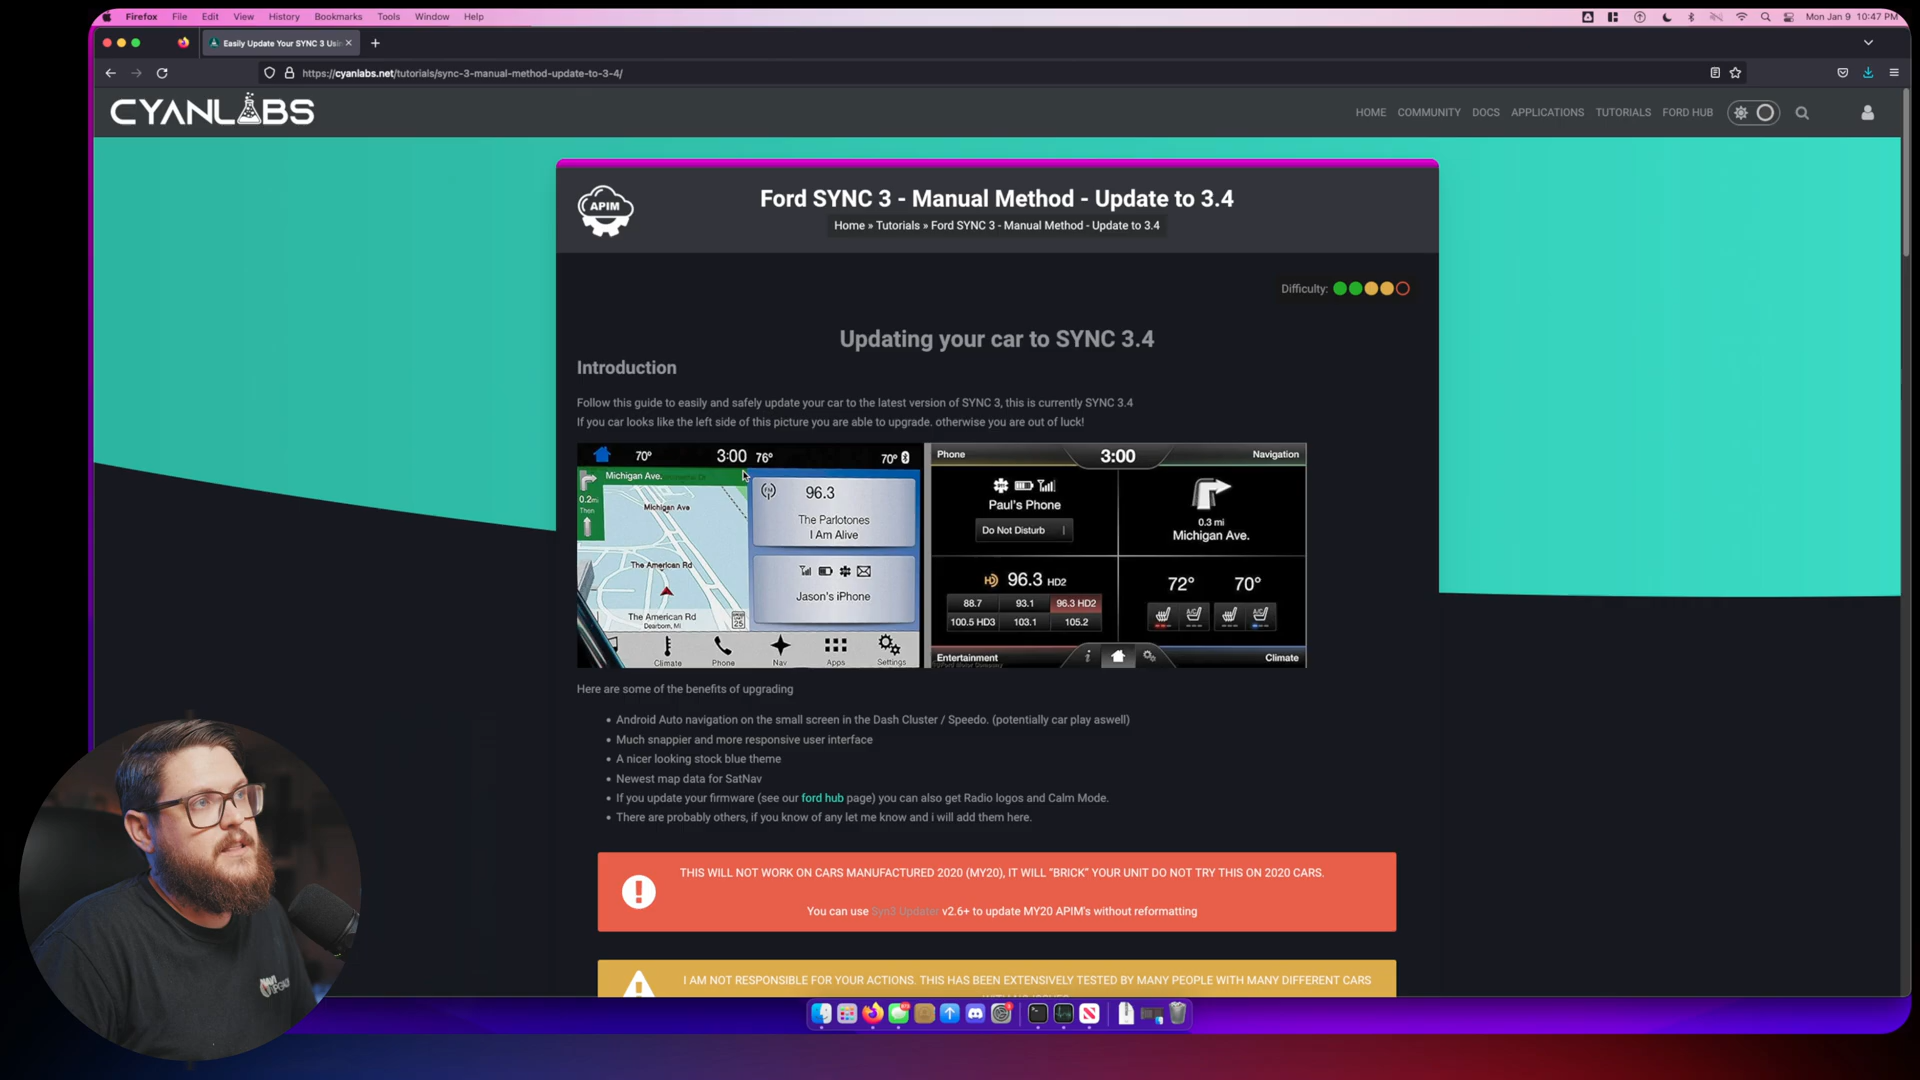 Firefox File Edit View History Bookmarks Tools Window Help
Mon Jan 9 10:47 PM
Easily Update Your SYNC 3 Usi
https://cyanlabs.net/tutorials/sync-3-manual-method-update-to-3-4/
CYANLABS
HOME COMMUNITY DOCS APPLICATIONS TUTORIALS FORD HUB
APIM
Ford SYNC 3 - Manual Method - Update to 3.4
Home » Tutorials » Ford SYNC 3 - Manual Method - Update to 3.4
Difficulty:
Updating your car to SYNC 3.4
Introduction
Follow this guide to easily and safely update your car to the latest version of SYNC 3, this is currently SYNC 3.4
If you car looks like the left side of this picture you are able to upgrade. otherwise you are out of luck!
70° 3:00 76° 70°
Michigan Ave.
0.2mi
Then
Michigan Ave
The American Rd
The American Rd
Dearborn, MI
96.3
The Parlotones
I Am Alive
Jason's iPhone
Climate Phone Nav Apps Settings
Phone 3:00 Navigation
Paul's Phone
Do Not Disturb
0.3 mi
Michigan Ave.
96.3 HD2
88.7 93.1 96.3 HD2
100.5 HD3 103.1 105.2
72° 70°
Entertainment Climate
Here are some of the benefits of upgrading
Android Auto navigation on the small screen in the Dash Cluster / Speedo. (potentially car play aswell)
Much snappier and more responsive user interface
A nicer looking stock blue theme
Newest map data for SatNav
If you update your firmware (see our ford hub page) you can also get Radio logos and Calm Mode.
There are probably others, if you know of any let me know and i will add them here.
THIS WILL NOT WORK ON CARS MANUFACTURED 2020 (MY20), IT WILL "BRICK" YOUR UNIT DO NOT TRY THIS ON 2020 CARS.
You can use Syn3 Updater v2.6+ to update MY20 APIM's without reformatting
I AM NOT RESPONSIBLE FOR YOUR ACTIONS. THIS HAS BEEN EXTENSIVELY TESTED BY MANY PEOPLE WITH MANY DIFFERENT CARS